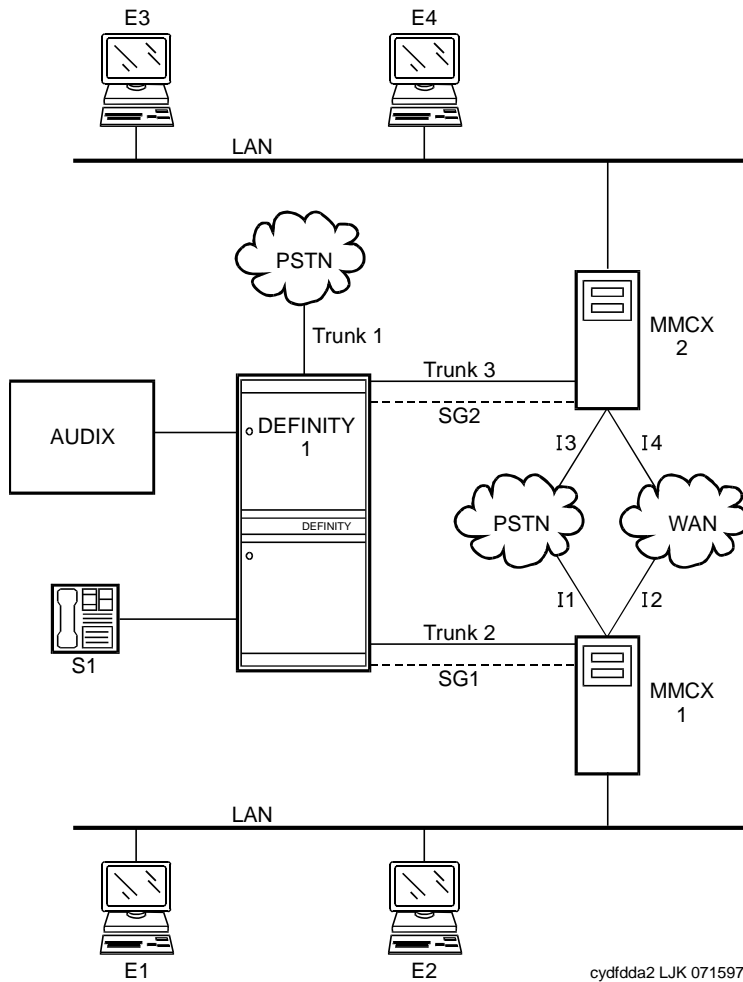 E3
E4
LAN
PSTN
Trunk 1
MMCX
2
Trunk 3
SG2
AUDIX
DEFINITY
1
I3
I4
DEFINITY
PSTN
WAN
I1
I2
Trunk 2
SG1
S1
MMCX
1
LAN
E1
E2
cydfdda2 LJK 071597